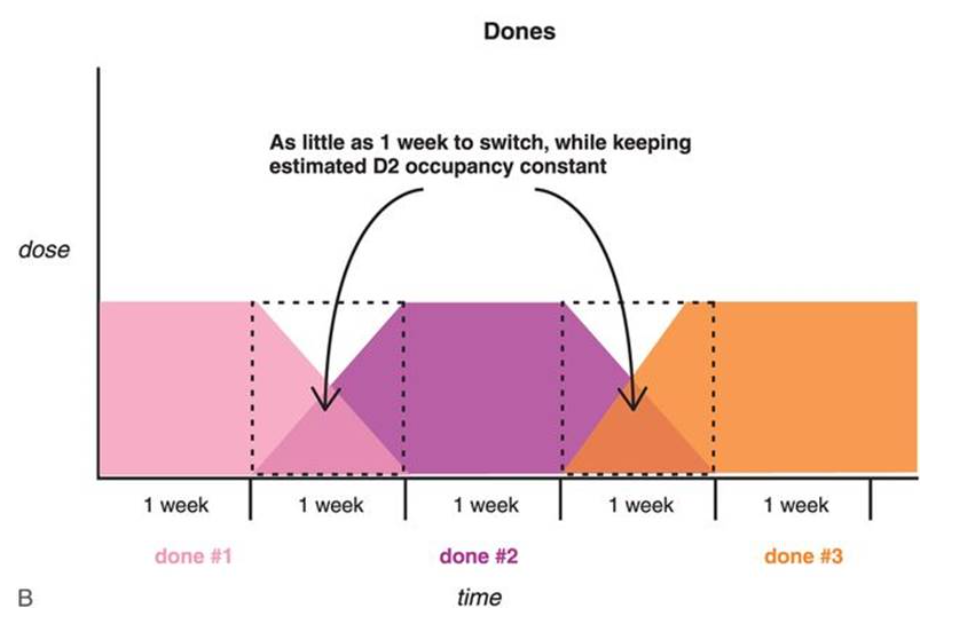 Dones
As little as 1 week to switch, while keeping
estimated D2 occupancy constant
dose
1 week 1 week 1 week 1 week 1 week
done #1 done #2 done #3
B
time